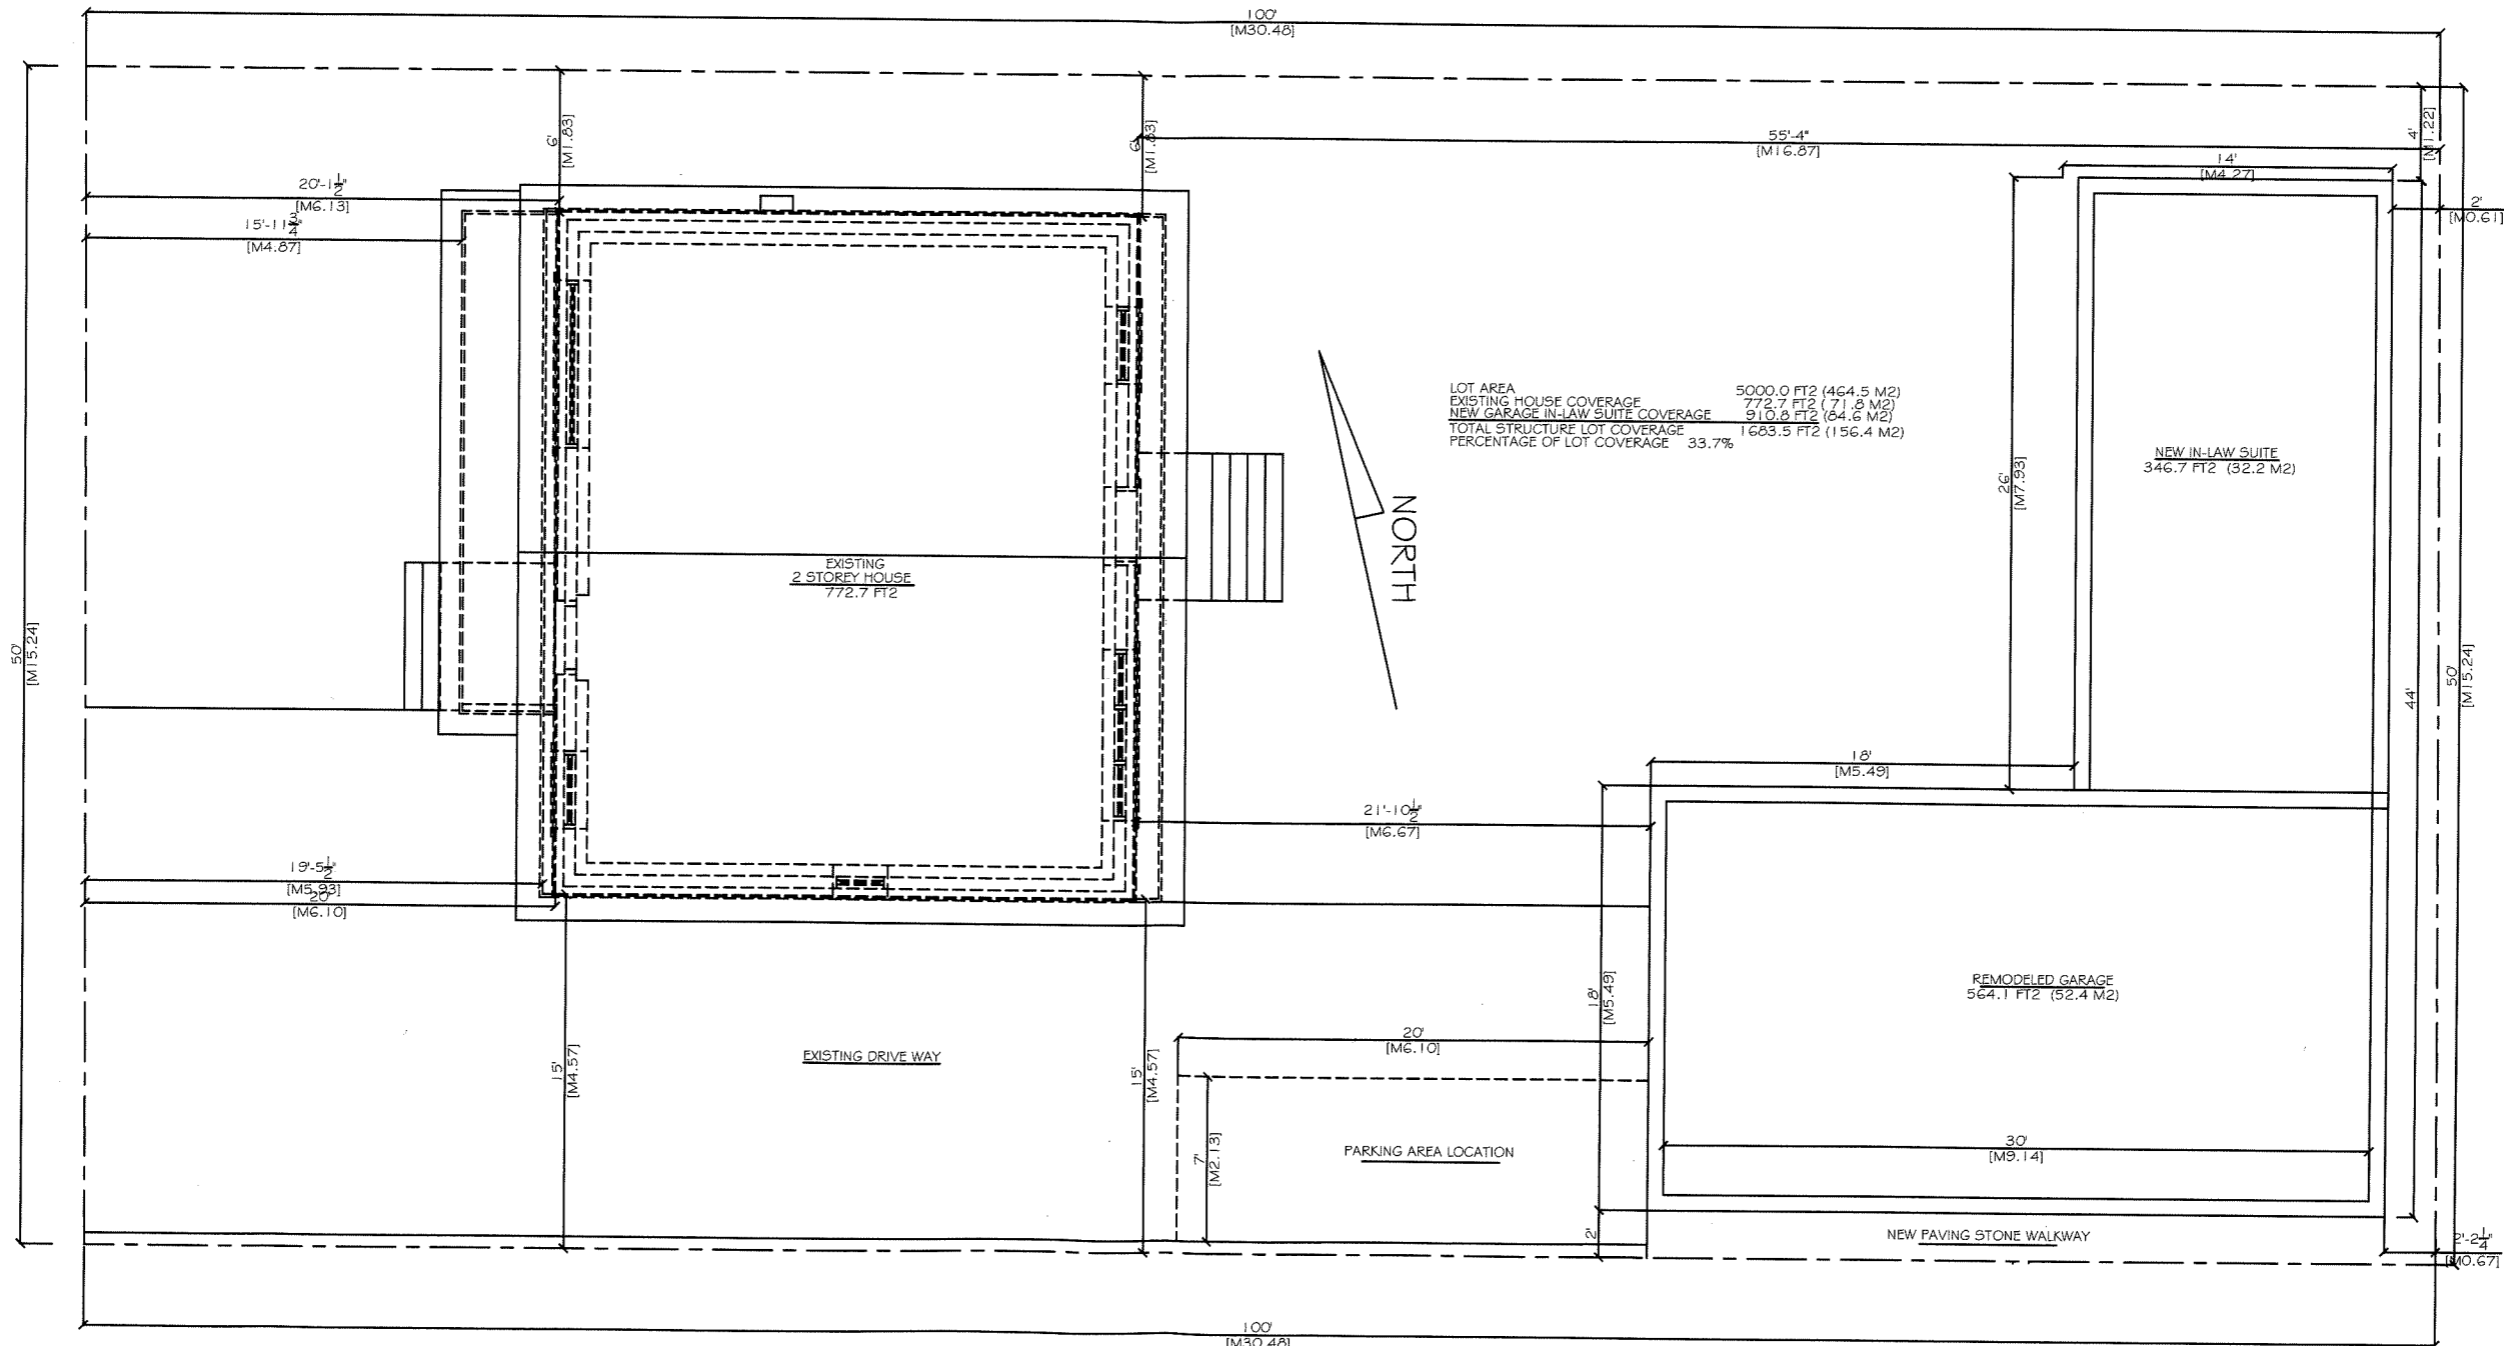 100'
[M30.48]
6'
[M1.83]
6'
[M1.83]
55'-4"
[M16.87]
4'
[M1.22]
14'
[M4.27]
2'
[M0.61]
20'-1 1/2"
[M6.13]
15'-11 3/4"
[M4.87]
LOT AREA 5000.0 FT2 (464.5 M2)
EXISTING HOUSE COVERAGE 772.7 FT2 ( 71.8 M2)
NEW GARAGE IN-LAW SUITE COVERAGE 910.8 FT2 (84.6 M2)
TOTAL STRUCTURE LOT COVERAGE 1683.5 FT2 (156.4 M2)
PERCENTAGE OF LOT COVERAGE 33.7%
NEW IN-LAW SUITE
346.7 FT2 (32.2 M2)
26'
[M7.93]
NORTH
EXISTING
2 STOREY HOUSE
772.7 FT2
50'
[M15.24]
44'
50'
[M15.24]
18'
[M5.49]
21'-10 1/2"
[M6.67]
19'-5 1/2"
[M5.93]
20'
[M6.10]
18'
[M5.49]
REMODELED GARAGE
564.1 FT2 (52.4 M2)
20'
[M6.10]
EXISTING DRIVE WAY
15'
[M4.57]
15'
[M4.57]
7'
[M2.13]
PARKING AREA LOCATION
30'
[M9.14]
2'
NEW PAVING STONE WALKWAY
2'-2 1/4"
[M0.67]
100'
[M30.48]